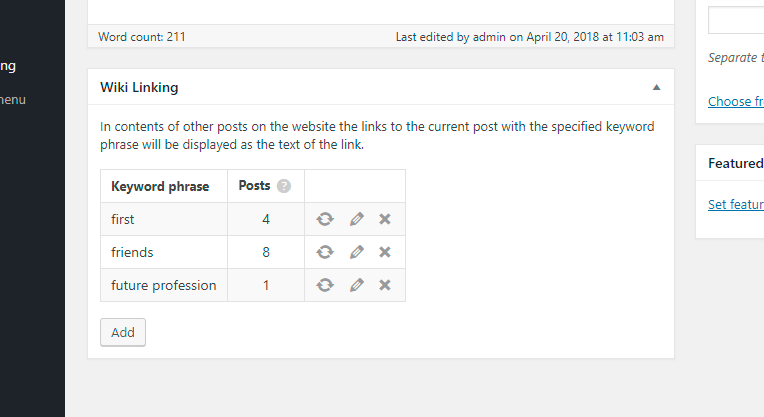 Word count: 211 Last edited by admin on April 20, 2018 at 11:03 am
ng
menu
Wiki Linking
In contents of other posts on the website the links to the current post with the specified keyword
phrase will be displayed as the text of the link.
Keyword phrase Posts ?
first 4
friends 8
future profession 1
Add
Separate t
Choose fr
Featured
Set featur